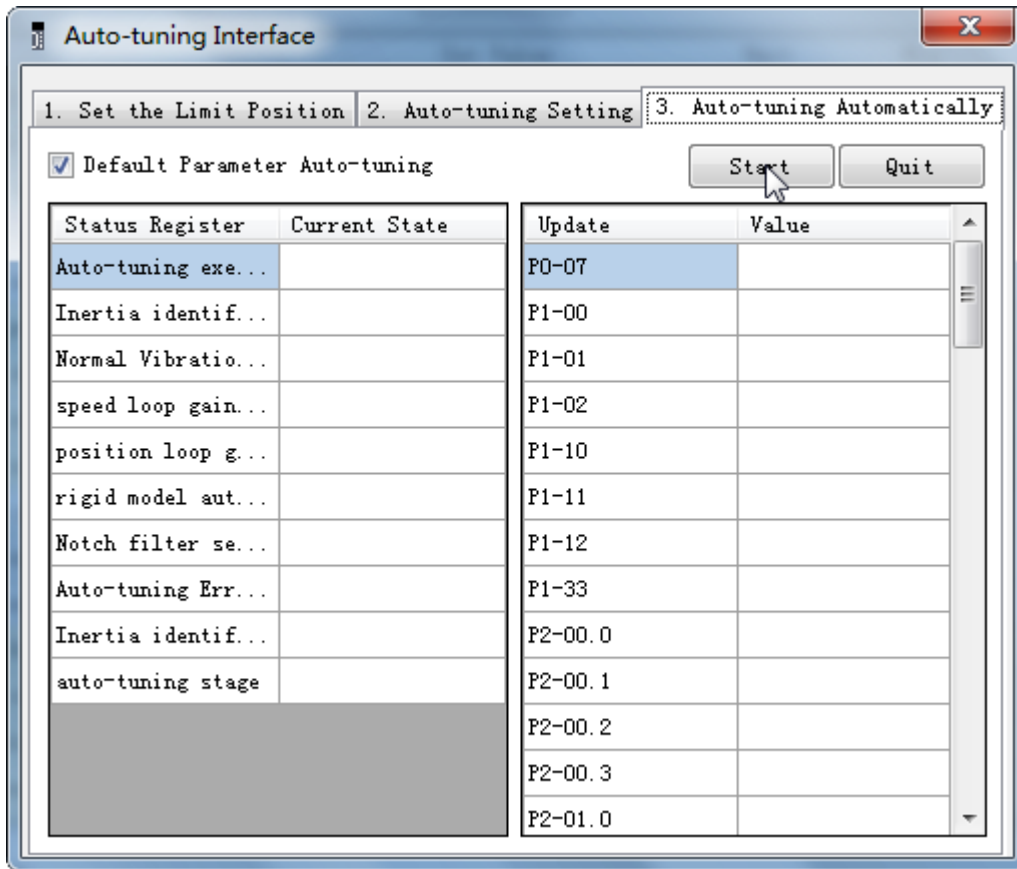 Auto-tuning Interface
1. Set the Limit Position 2. Auto-tuning Setting 3. Auto-tuning Automatically
Default Parameter Auto-tuning Start Quit
Status Register Current State Update Value
Auto-tuning exe... P0-07
Inertia identif... P1-00
Normal Vibratio... P1-01
speed loop gain... P1-02
position loop g... P1-10
rigid model aut... P1-11
Notch filter se... P1-12
Auto-tuning Err... P1-33
Inertia identif... P2-00.0
auto-tuning stage P2-00.1
P2-00.2
P2-00.3
P2-01.0